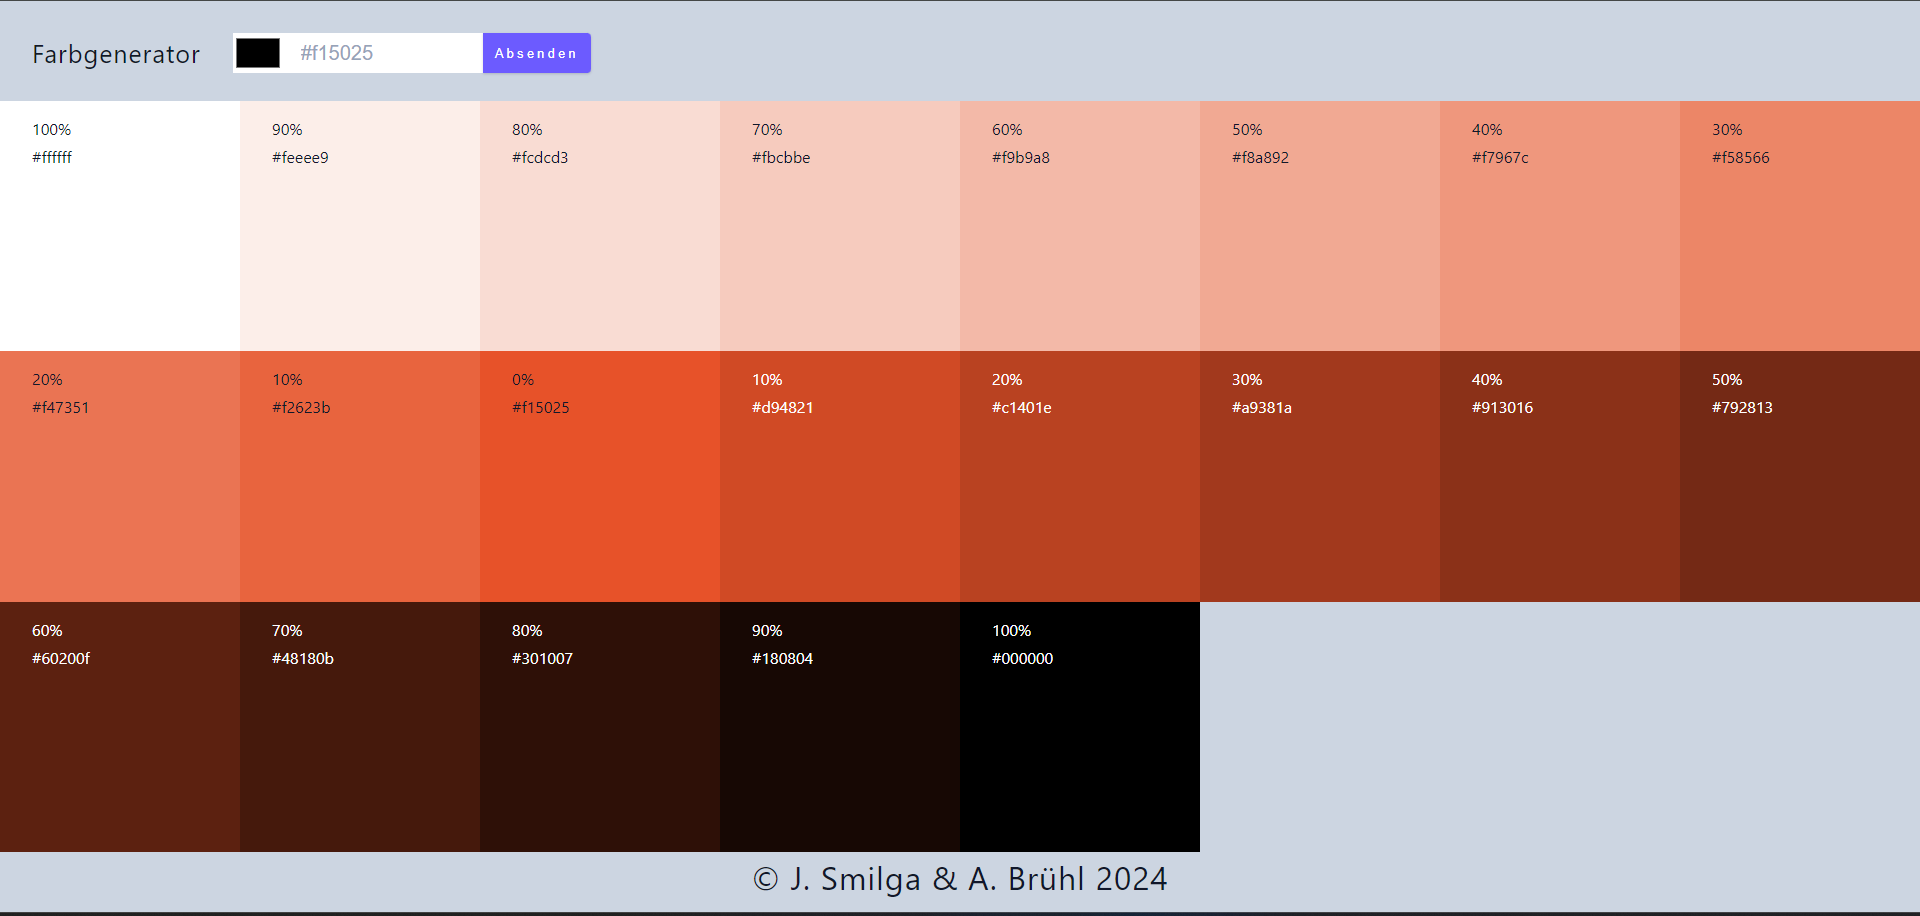 Farbgenerator
#f15025
Absenden
100%
#ffffff
90%
#feeee9
80%
#fcdcd3
70%
#fbcbbe
60%
#f9b9a8
50%
#f8a892
40%
#f7967c
30%
#f58566
20%
#f47351
10%
#f2623b
0%
#f15025
10%
#d94821
20%
#c1401e
30%
#a9381a
40%
#913016
50%
#792813
60%
#60200f
70%
#48180b
80%
#301007
90%
#180804
100%
#000000
© J. Smilga & A. Brühl 2024